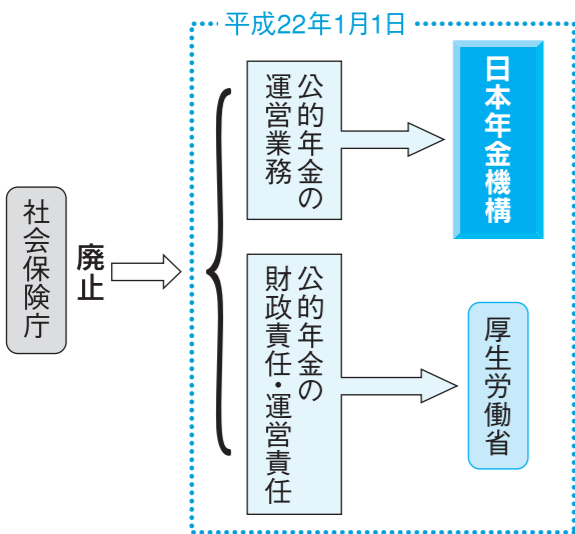 平成22年1月1日
社会保険庁
廃止
公的年金の
運営業務
日本年金機構
公的年金の
財政責任・運営責任
厚生労働省